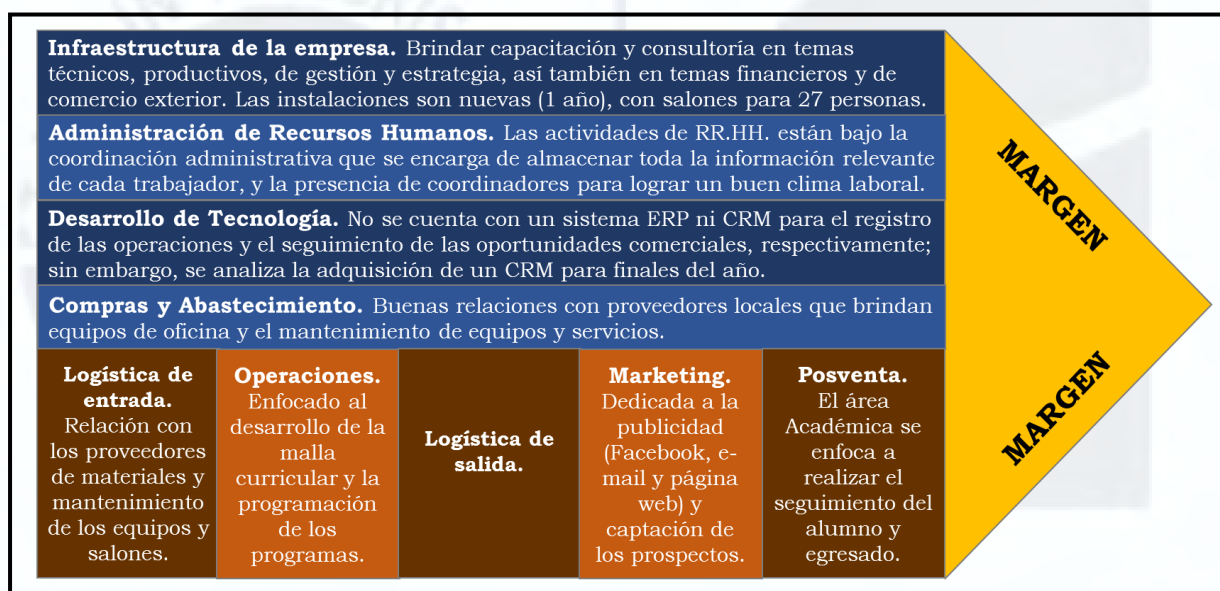 Infraestructura de la empresa. Brindar capacitación y consultoría en temas
técnicos, productivos, de gestión y estrategia, así también en temas financieros y de
comercio exterior. Las instalaciones son nuevas (1 año), con salones para 27 personas.
Administración de Recursos Humanos. Las actividades de RR.HH. están bajo la
coordinación administrativa que se encarga de almacenar toda la información relevante
de cada trabajador, y la presencia de coordinadores para lograr un buen clima laboral.
Desarrollo de Tecnología. No se cuenta con un sistema ERP ni CRM para el registro
de las operaciones y el seguimiento de las oportunidades comerciales, respectivamente;
sin embargo, se analiza la adquisición de un CRM para finales del año.
Compras y Abastecimiento. Buenas relaciones con proveedores locales que brindan
equipos de oficina y el mantenimiento de equipos y servicios.
Logística de
entrada.
Relación con
los proveedores
de materiales y
mantenimiento
de los equipos y
salones.
Operaciones.
Enfocado al
desarrollo de la
malla
curricular y la
programación
de los
programas.
Logística de
salida.
Marketing.
Dedicada a la
publicidad
(Facebook, e-
mail y página
web) y
captación de
los prospectos.
Posventa.
El área
Académica se
enfoca a
realizar el
seguimiento del
alumno y
egresado.
MARGEN
MARGEN